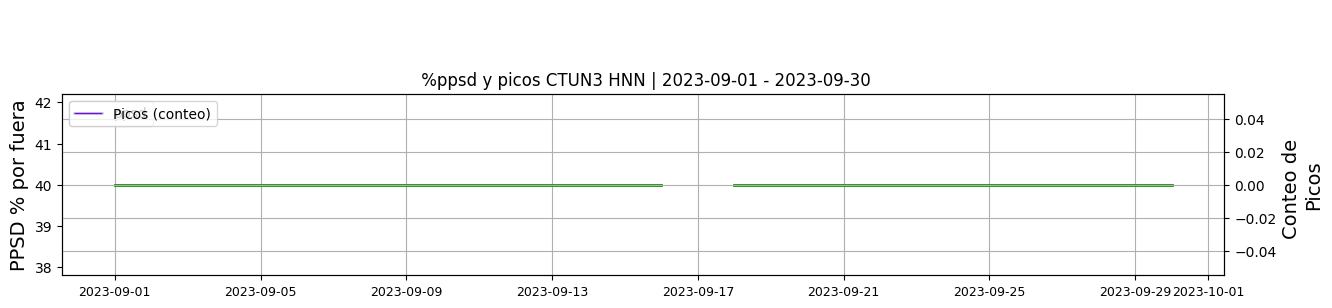 %ppsd y picos CTUN3 HNN | 2023-09-01 - 2023-09-30
PPSD % por fuera
42
41
40
39
38
Picos (conteo)
0.04
0.02
0.00
−0.02
−0.04
Conteo de
Picos
2023-09-01 2023-09-05 2023-09-09 2023-09-13 2023-09-17 2023-09-21 2023-09-25 2023-09-29 2023-10-01